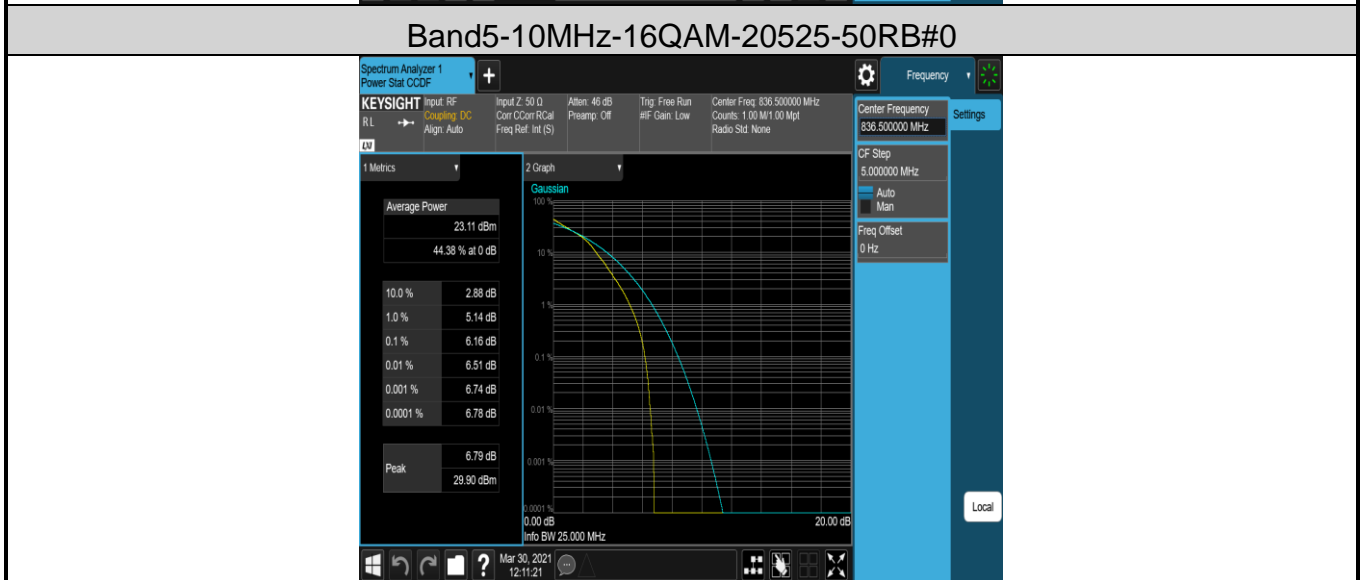 Band5-10MHz-16QAM-20525-50RB#0
Spectrum Analyzer 1
Power Stat CCDF
+
Frequency
KEYSIGHT
RL
LXI
Input: RF
Coupling: DC
Align: Auto
Input Z: 50 Ω
Corr CCorr RCal
Freq Ref: Int (S)
Atten: 46 dB
Preamp: Off
Trig: Free Run
#IF Gain: Low
Center Freq: 836.500000 MHz
Counts: 1.00 M/1.00 Mpt
Radio Std: None
Center Frequency
836.500000 MHz
Settings
CF Step
5.000000 MHz
Auto
Man
Freq Offset
0 Hz
Local
1 Metrics
Average Power
23.11 dBm
44.38 % at 0 dB
10.0 % 2.88 dB
1.0 % 5.14 dB
0.1 % 6.16 dB
0.01 % 6.51 dB
0.001 % 6.74 dB
0.0001 % 6.78 dB
Peak 6.79 dB
29.90 dBm
2 Graph
Gaussian
100 %
10 %
1 %
0.1 %
0.01 %
0.001 %
0.0001 %
0.00 dB 20.00 dB
Info BW 25.000 MHz
?
Mar 30, 2021
12:11:21